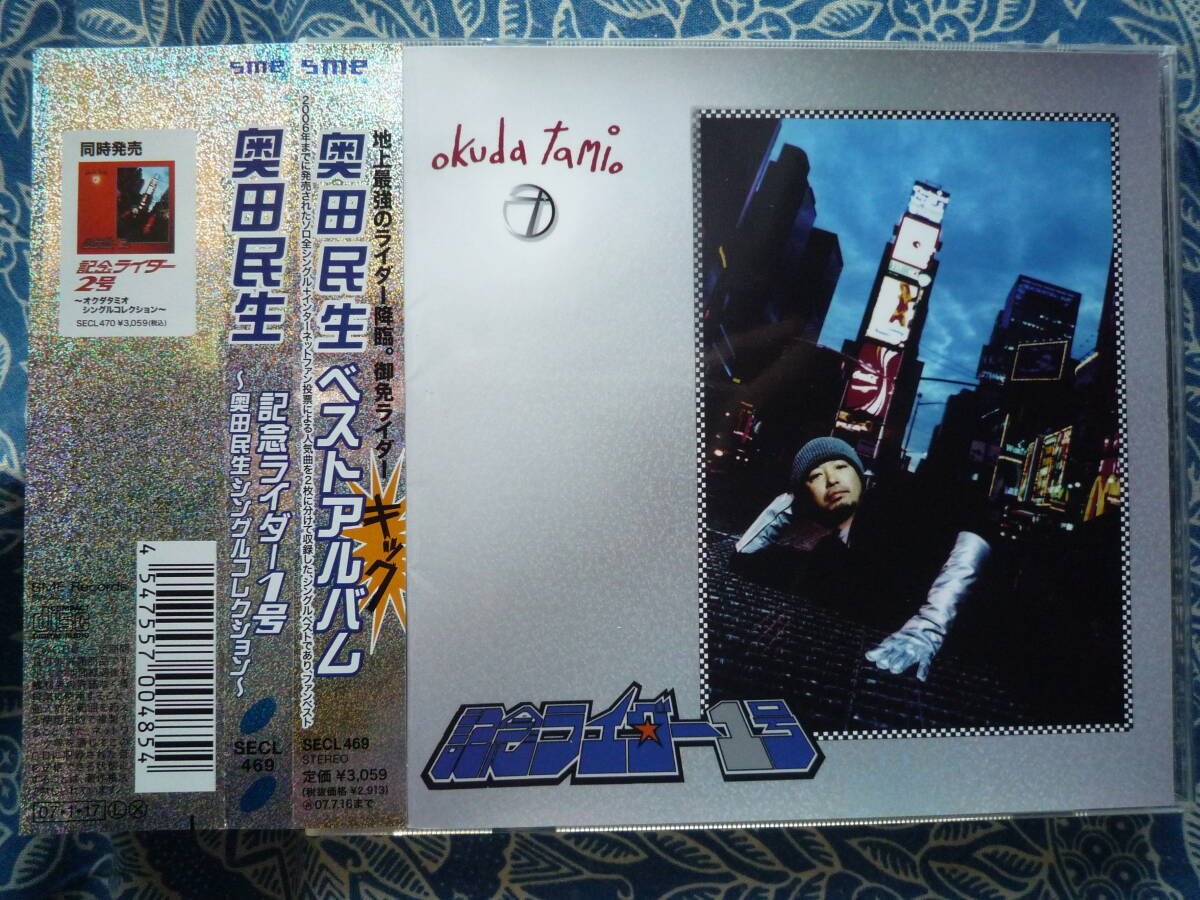 同時発売
記念ライダー
2号
～オクダタミオ
シングルコレクション～
SECL470 ¥3,059(税込)
SME Records
4 547557 004854
07・1・17 Ⓛ Ⓧ
sme
奥田民生
記念ライダー1号
～奥田民生シングルコレクション～
SECL
469
sme
地上最強のライダー降臨。御免ライダー
キック
奥田民生ベストアルバム
2006年までに発売されたソロ全シングル+インターネットファン投票による人気曲を2枚に分けて収録した、シングルベストであり、ファンベスト
SECL 469
STEREO
定価 ¥3,059
(税抜価格 ¥2,913)
07.7.16まで
okuda tamio
記念ライダー1号